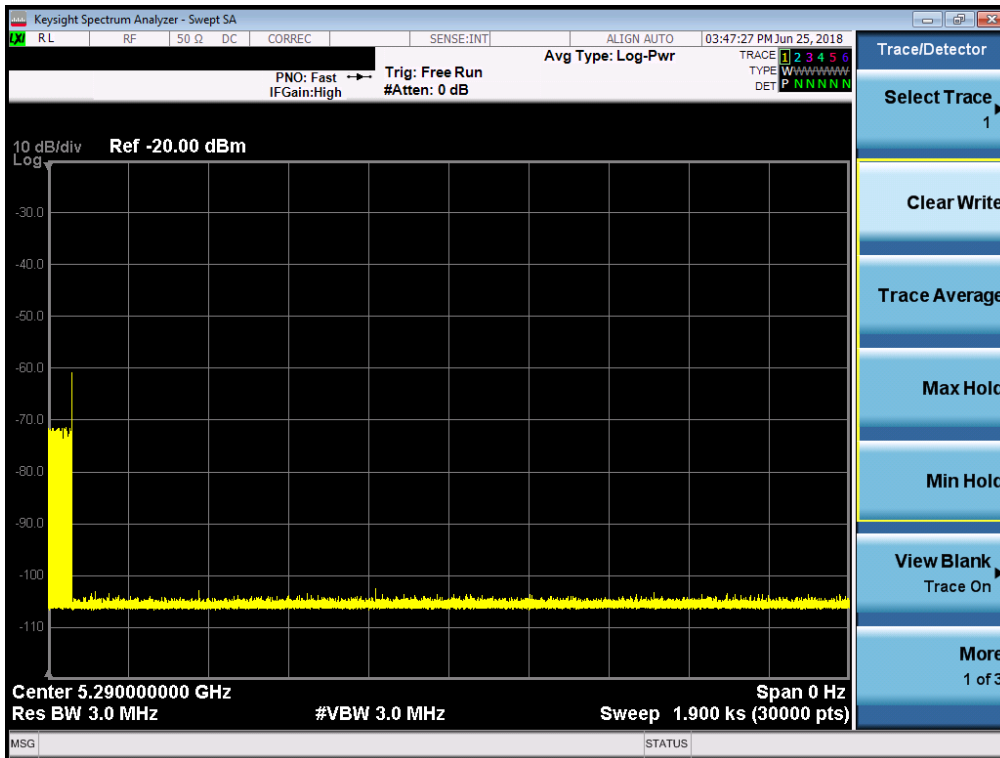 Keysight Spectrum Analyzer - Swept SA
LXI RL RF 50 Ω DC CORREC SENSE:INT ALIGN AUTO 03:47:27 PM Jun 25, 2018
PNO: Fast
IFGain:High
Trig: Free Run
#Atten: 0 dB
Avg Type: Log-Pwr
TRACE 1 2 3 4 5 6
TYPE WWWWWWW
DET P N N N N N
10 dB/div
Log
Ref -20.00 dBm
-30.0
-40.0
-50.0
-60.0
-70.0
-80.0
-90.0
-100
-110
Center 5.290000000 GHz
Span 0 Hz
Res BW 3.0 MHz
#VBW 3.0 MHz
Sweep 1.900 ks (30000 pts)
MSG
STATUS
Trace/Detector
Select Trace
1
Clear Write
Trace Average
Max Hold
Min Hold
View Blank
Trace On
More
1 of 3